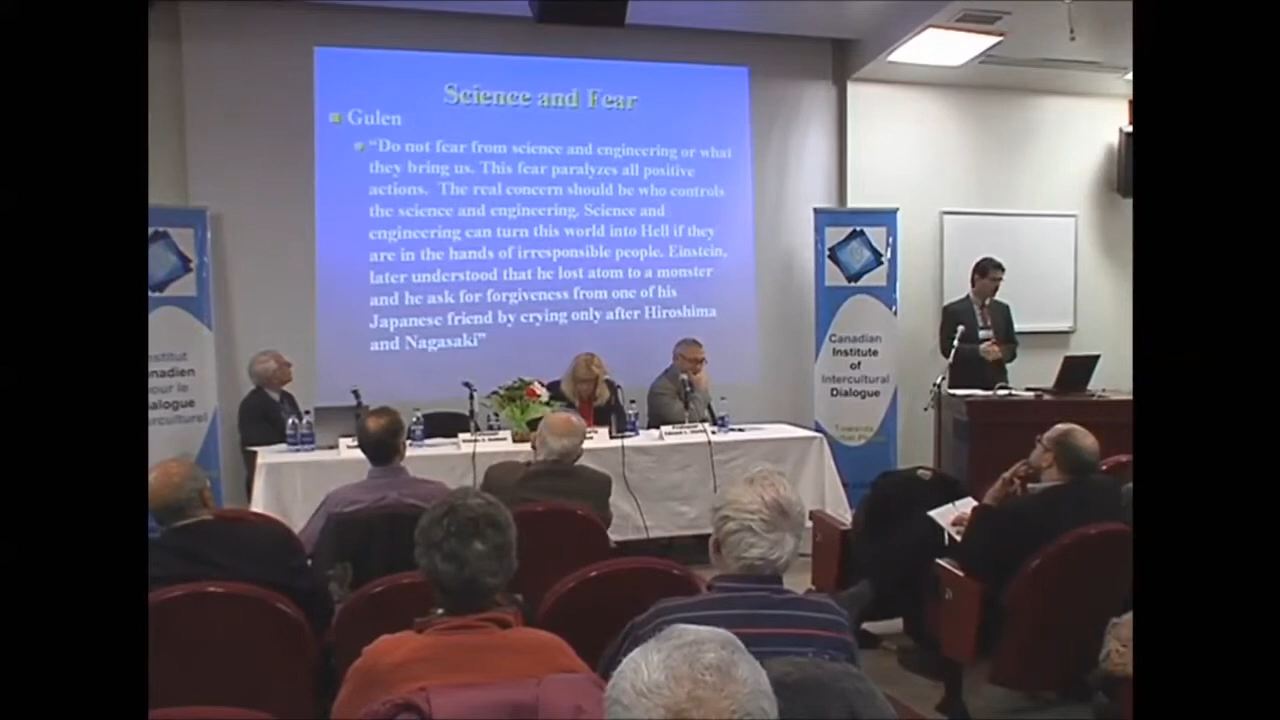 Science and Fear
Gulen
“Do not fear from science and engineering or what
they bring us. This fear paralyzes all positive
actions. The real concern should be who controls
the science and engineering. Science and
engineering can turn this world into Hell if they
are in the hands of irresponsible people. Einstein,
later understood that he lost atom to a monster
and he ask for forgiveness from one of his
Japanese friend by crying only after Hiroshima
and Nagasaki”
Canadian
Institute
of
Intercultural
Dialogue
Towards
nstitut
anadien
our le
ialogue
rculturel